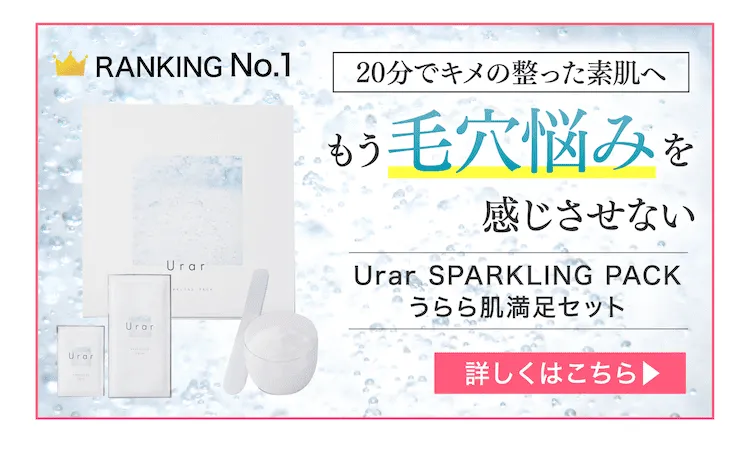 RANKING No.1
20分でキメの整った素肌へ
もう毛穴悩みを
感じさせない
Urar SPARKLING PACK
うらら肌満足セット
詳しくはこちら▶
Urar
Urar
Urar